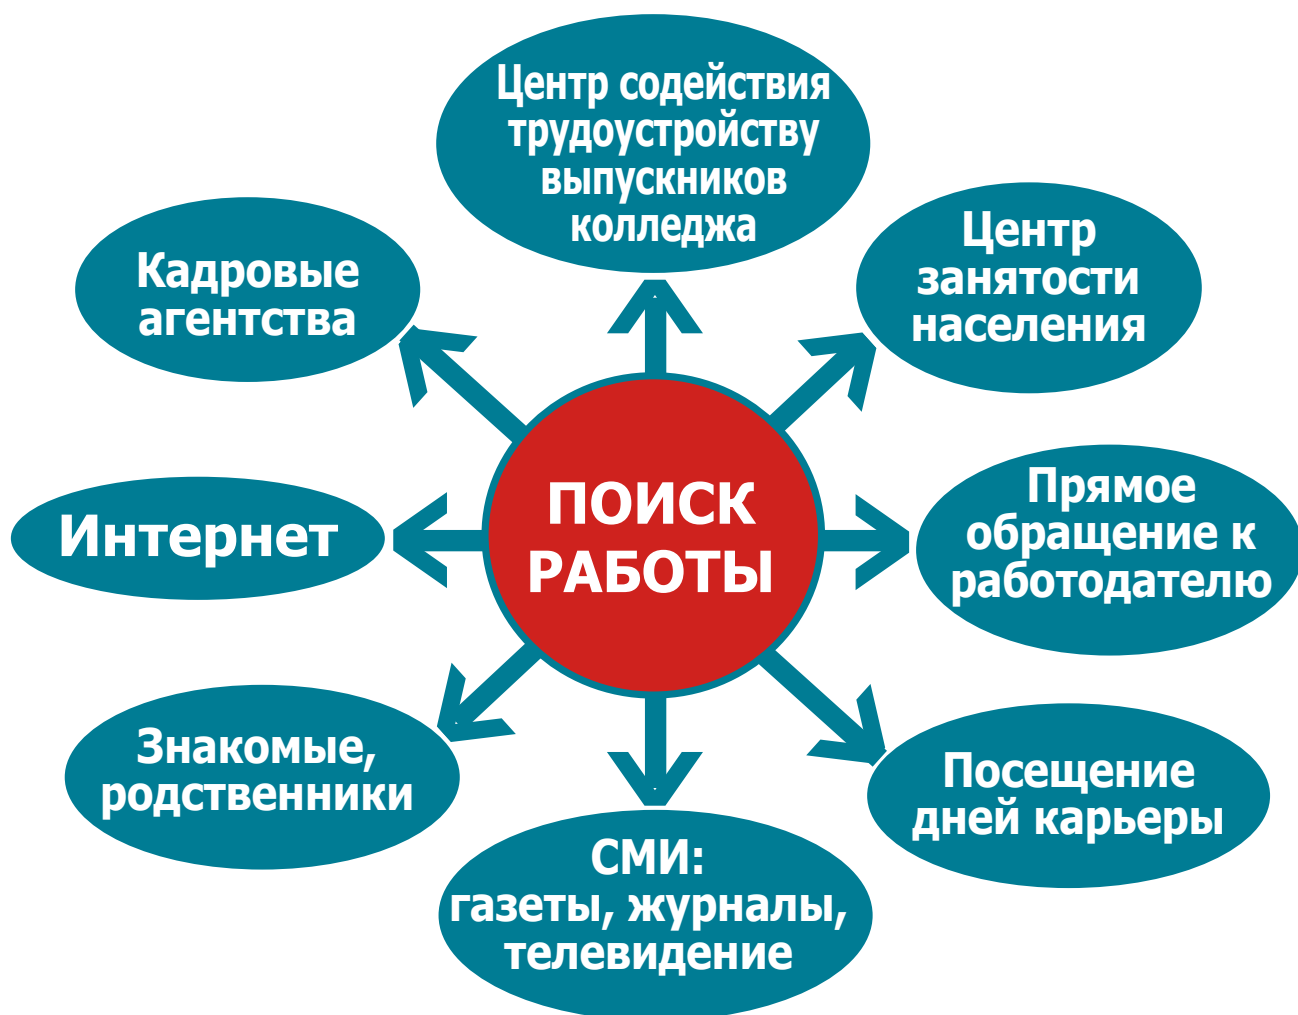 Центр содействия
трудоустройству
выпускников
колледжа
Кадровые
агентства
Центр
занятости
населения
Интернет
ПОИСК
РАБОТЫ
Прямое
обращение к
работодателю
Знакомые,
родственники
Посещение
дней карьеры
СМИ:
газеты, журналы,
телевидение